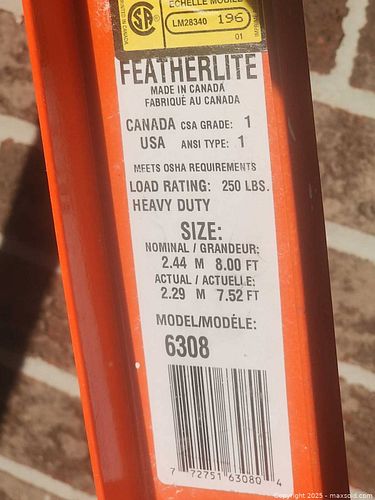 ECHELLE MOBILE
SA
LM28340 196
01
FEATHERLITE
MADE IN CANADA
FABRIQUÉ AU CANADA
CANADA CSA GRADE: 1
USA ANSI TYPE: 1
MEETS OSHA REQUIREMENTS
LOAD RATING: 250 LBS.
HEAVY DUTY
SIZE:
NOMINAL / GRANDEUR:
2.44 M 8.00 FT
ACTUAL / ACTUELLE:
2.29 M 7.52 FT
MODEL/MODÈLE:
6308
7 72751 63080 4
Copyright 2025 - maxsold.com